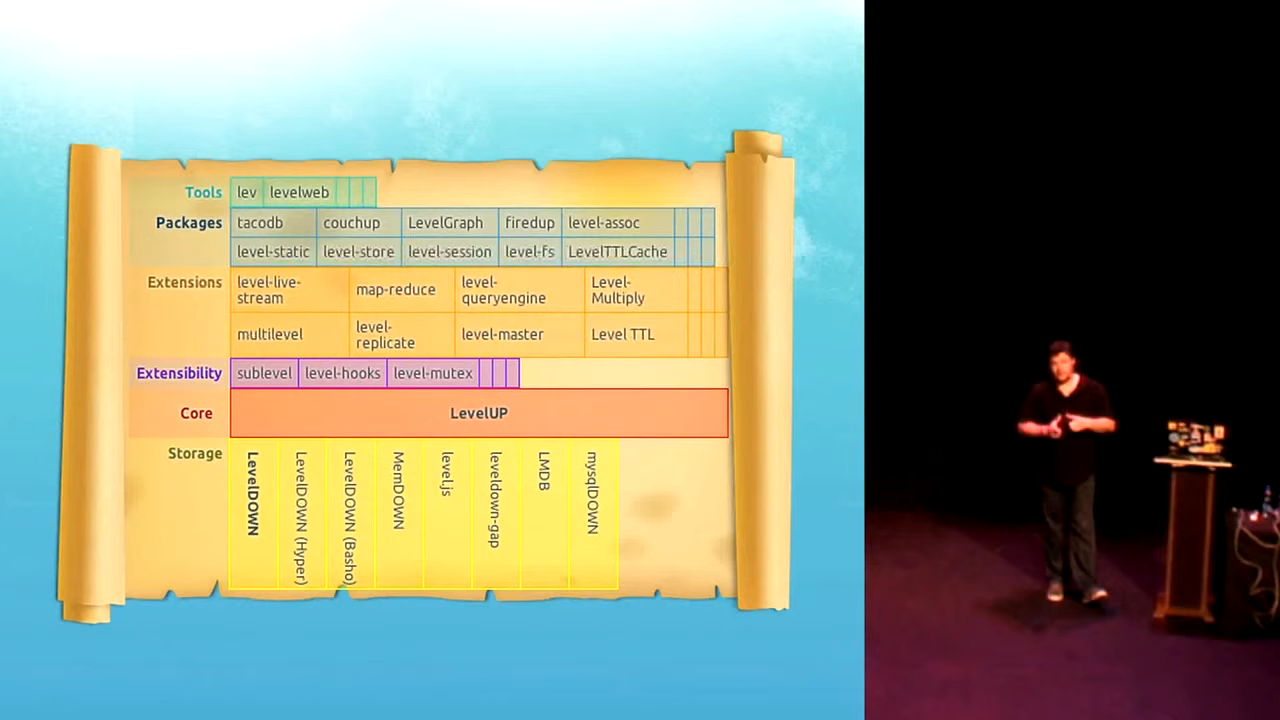 Tools lev levelweb
Packages tacodb couchup LevelGraph firedup level-assoc
level-static level-store level-session level-fs LevelTTLCache
Extensions level-live-stream map-reduce level-queryengine Level-Multiply
multilevel level-replicate level-master Level TTL
Extensibility sublevel level-hooks level-mutex
Core LevelUP
Storage LevelDOWN LevelDOWN (Hyper) LevelDOWN (Basho) MemDOWN level.js leveldown-gap LMDB mysqlDOWN